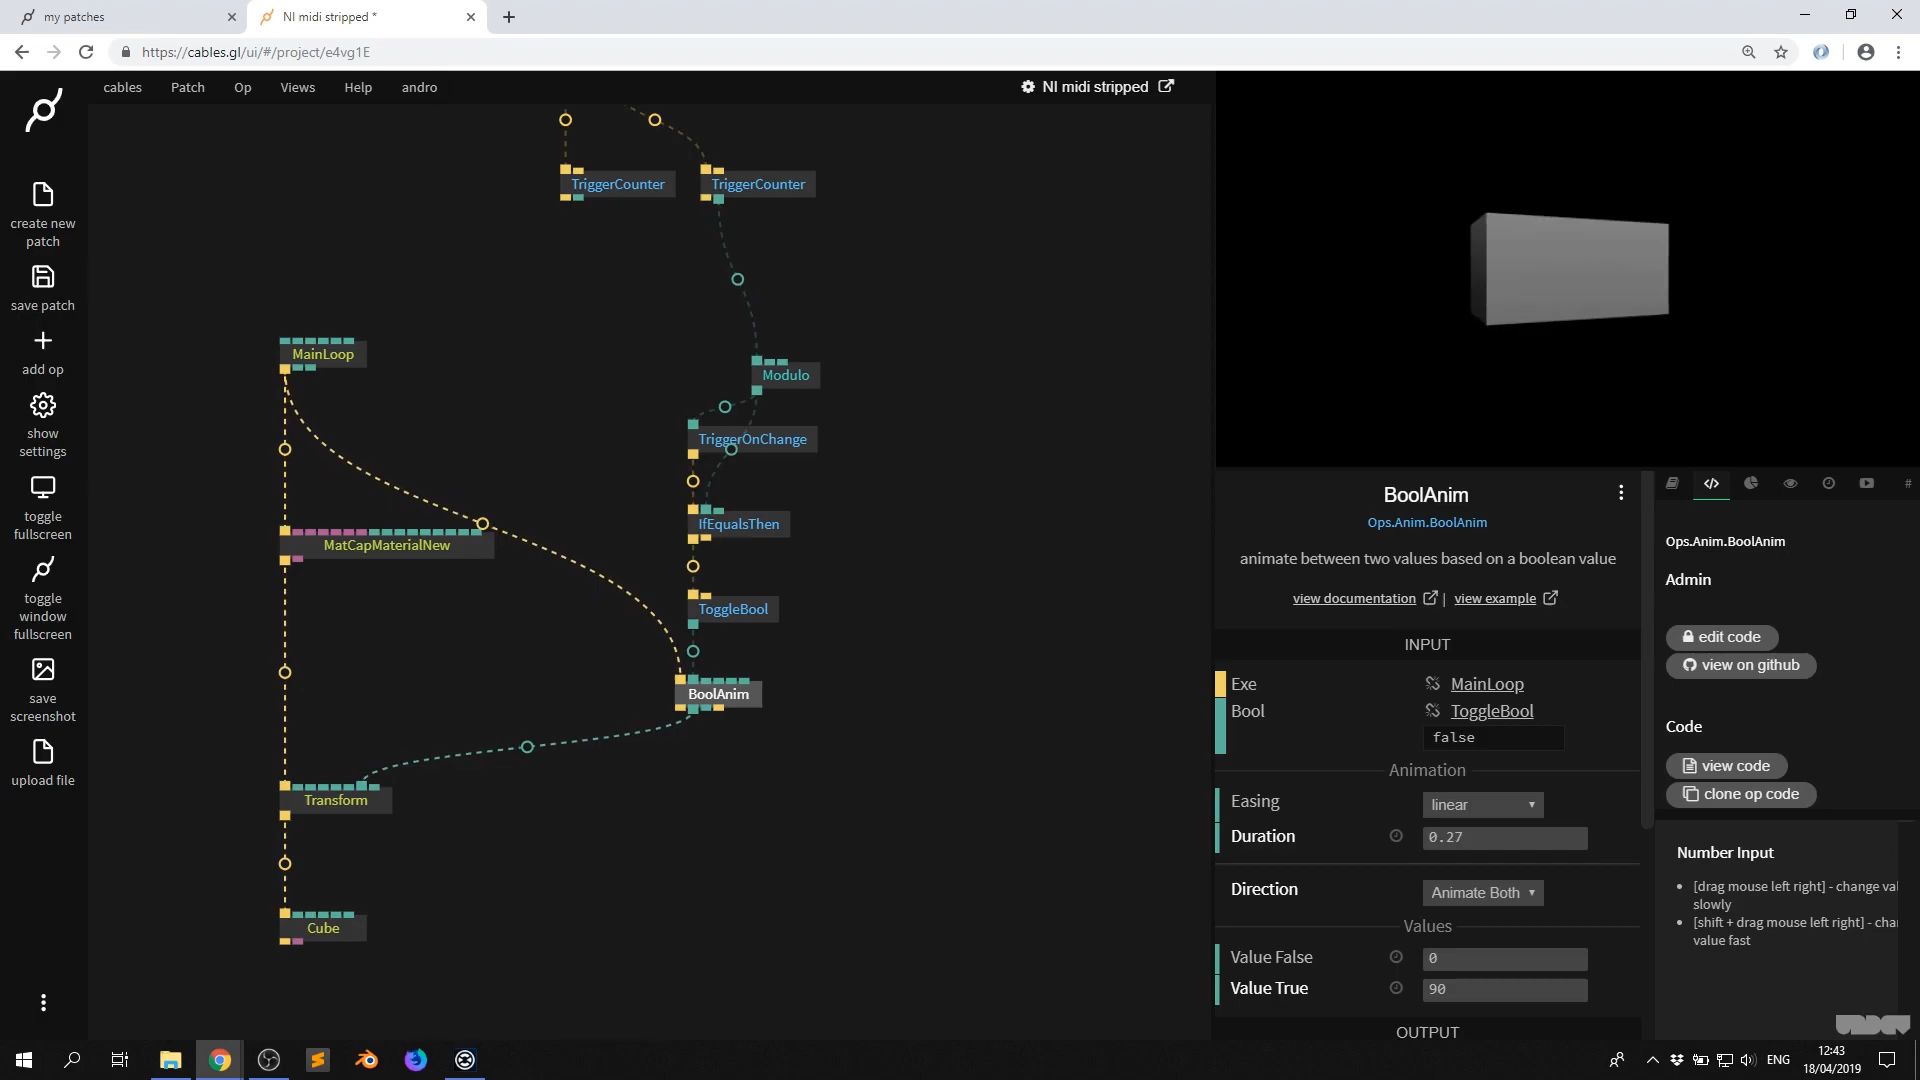 my patches
NI midi stripped *
https://cables.gl/ui/#/project/e4vg1E
cables Patch Op Views Help andro
NI midi stripped
create new
patch
save patch
add op
show
settings
toggle
fullscreen
toggle
window
fullscreen
save
screenshot
upload file
TriggerCounter
TriggerCounter
MainLoop
Modulo
TriggerOnChange
IfEqualsThen
MatCapMaterialNew
ToggleBool
BoolAnim
Transform
Cube
BoolAnim
Ops.Anim.BoolAnim
animate between two values based on a boolean value
view documentation | view example
INPUT
Exe MainLoop
Bool ToggleBool
false
Animation
Easing linear
Duration 0.27
Direction Animate Both
Values
Value False 0
Value True 90
OUTPUT
#
Ops.Anim.BoolAnim
Admin
edit code
view on github
Code
view code
clone op code
Number Input
[drag mouse left right] - change val
slowly
[shift + drag mouse left right] - chan
value fast
ENG
12:43
18/04/2019